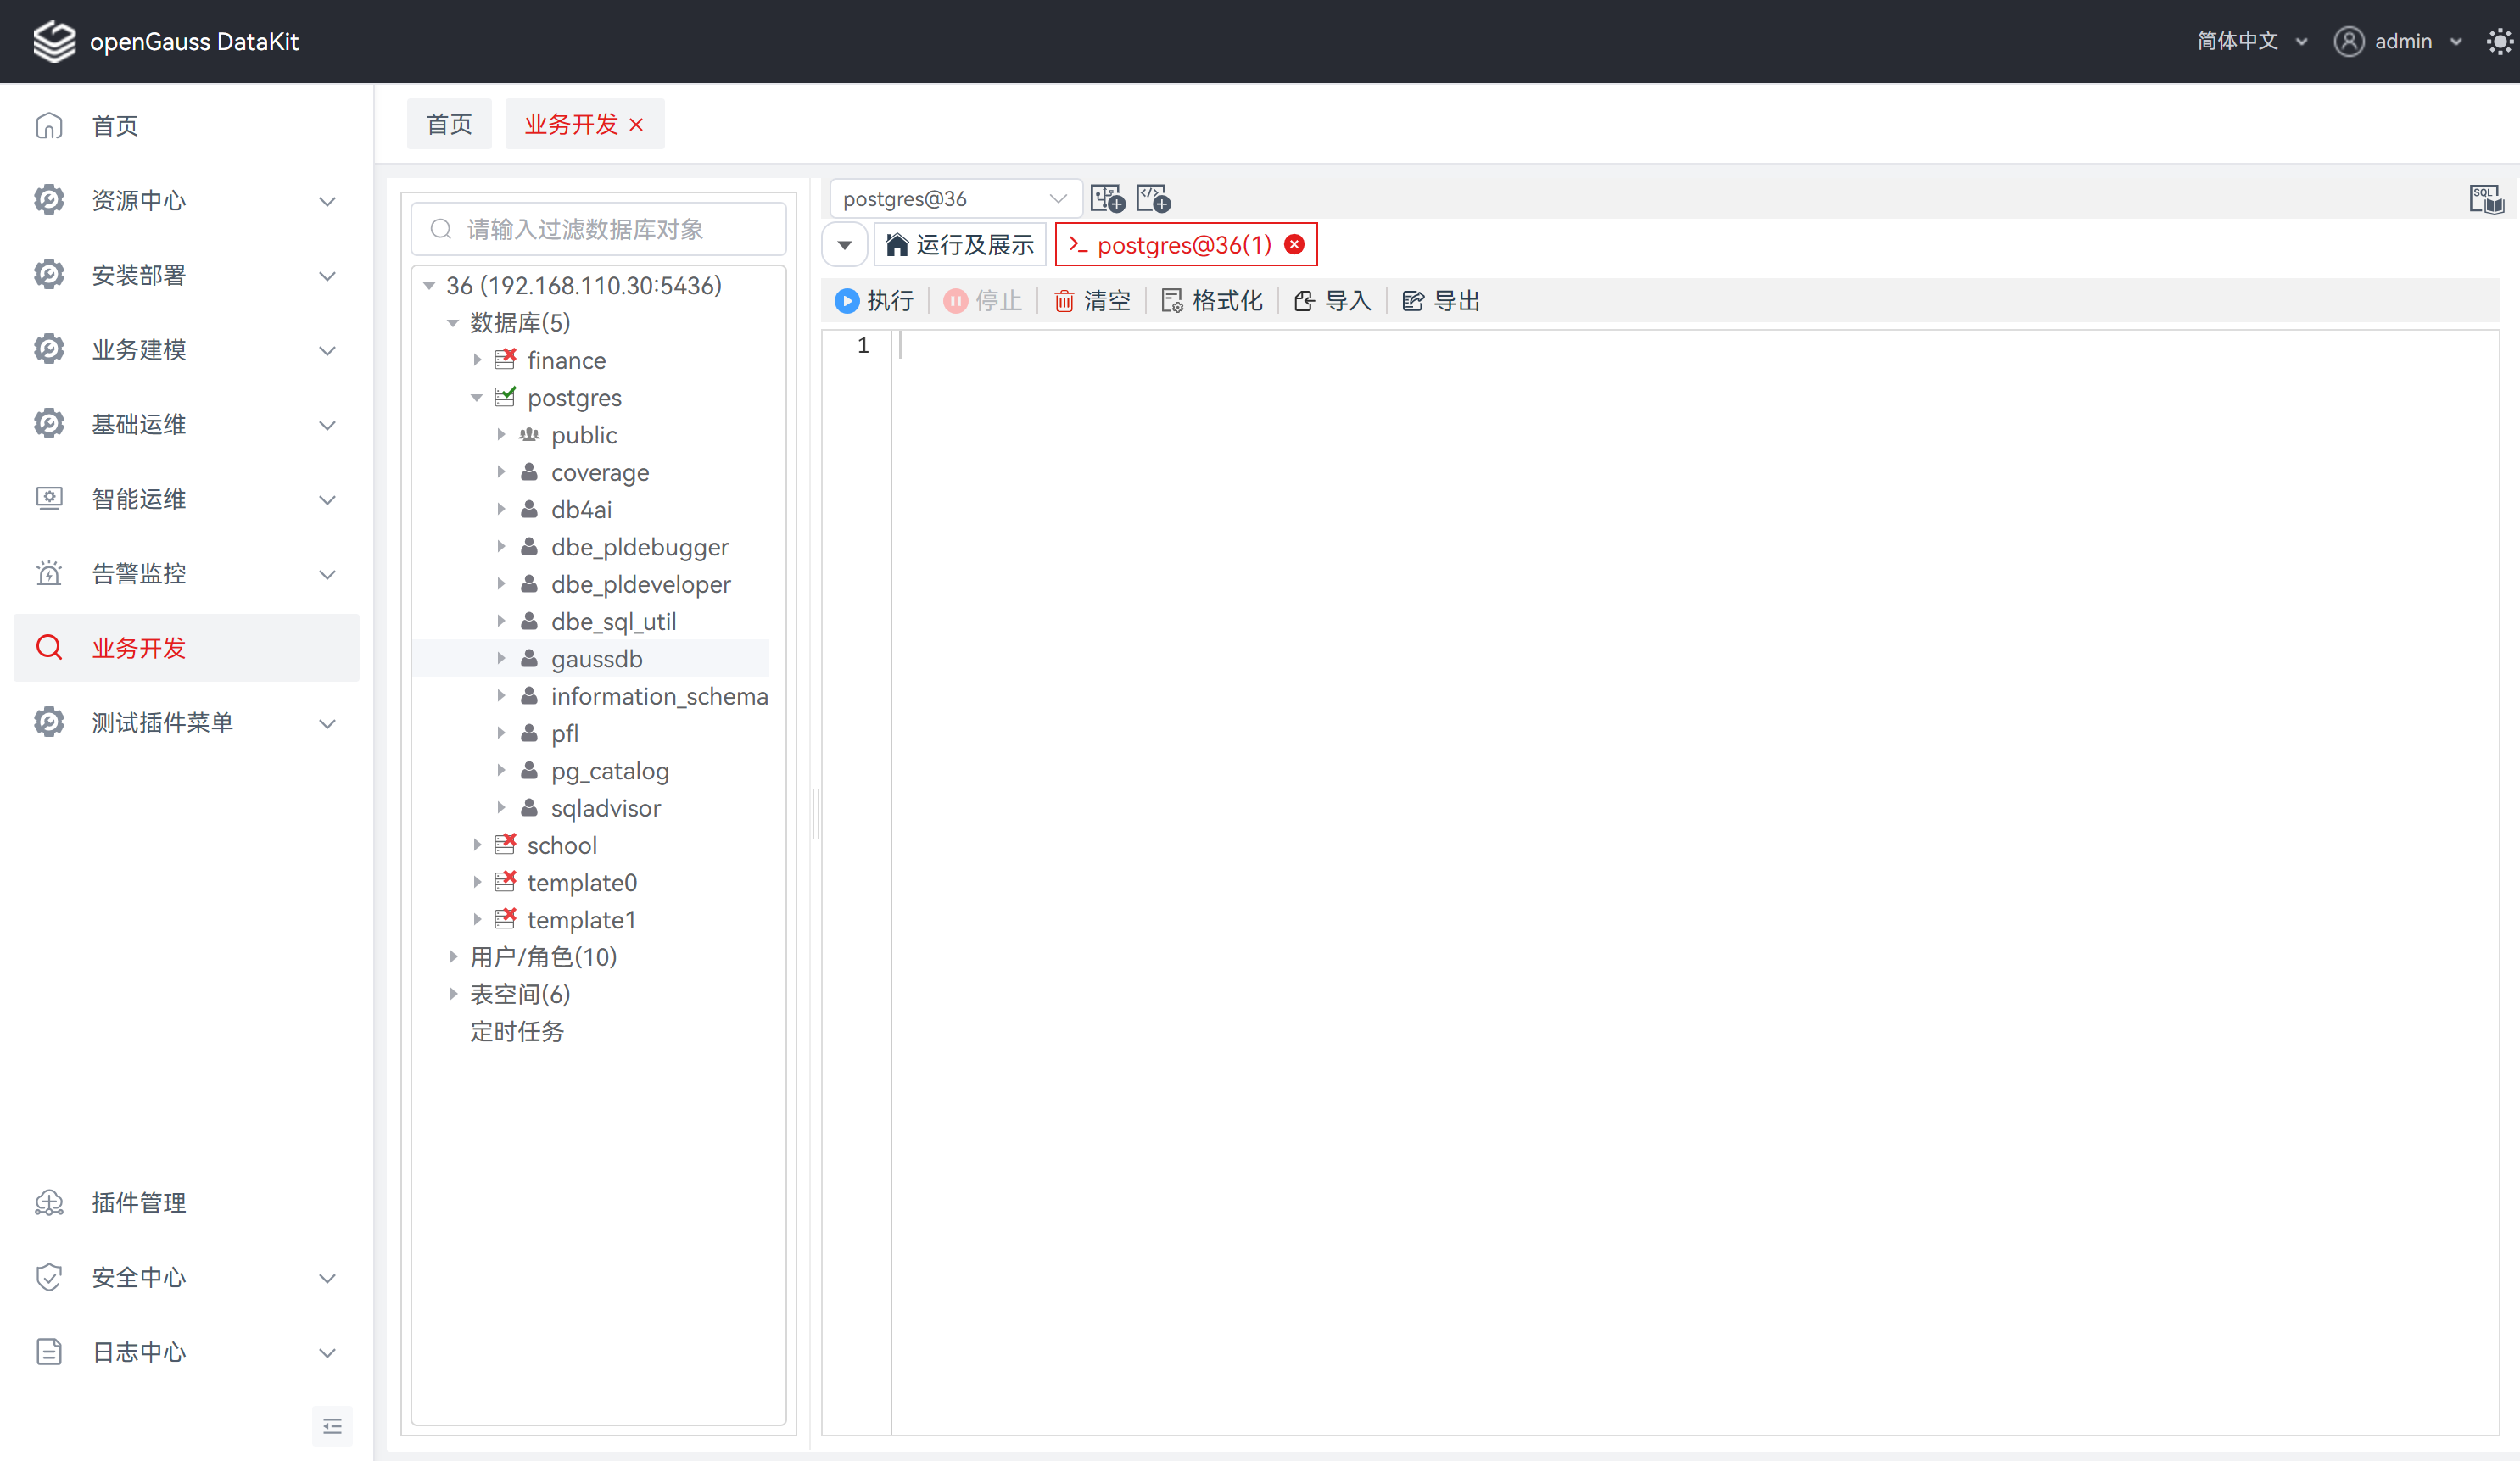 openGauss DataKit
简体中文
admin
首页
资源中心
安装部署
业务建模
基础运维
智能运维
告警监控
业务开发
测试插件菜单
插件管理
安全中心
日志中心
首页
业务开发
请输入过滤数据库对象
36 (192.168.110.30:5436)
数据库(5)
finance
postgres
public
coverage
db4ai
dbe_pldebugger
dbe_pldeveloper
dbe_sql_util
gaussdb
information_schema
pfl
pg_catalog
sqladvisor
school
template0
template1
用户/角色(10)
表空间(6)
定时任务
postgres@36
SQL
运行及展示
postgres@36(1)
执行 停止 清空 格式化 导入 导出
1